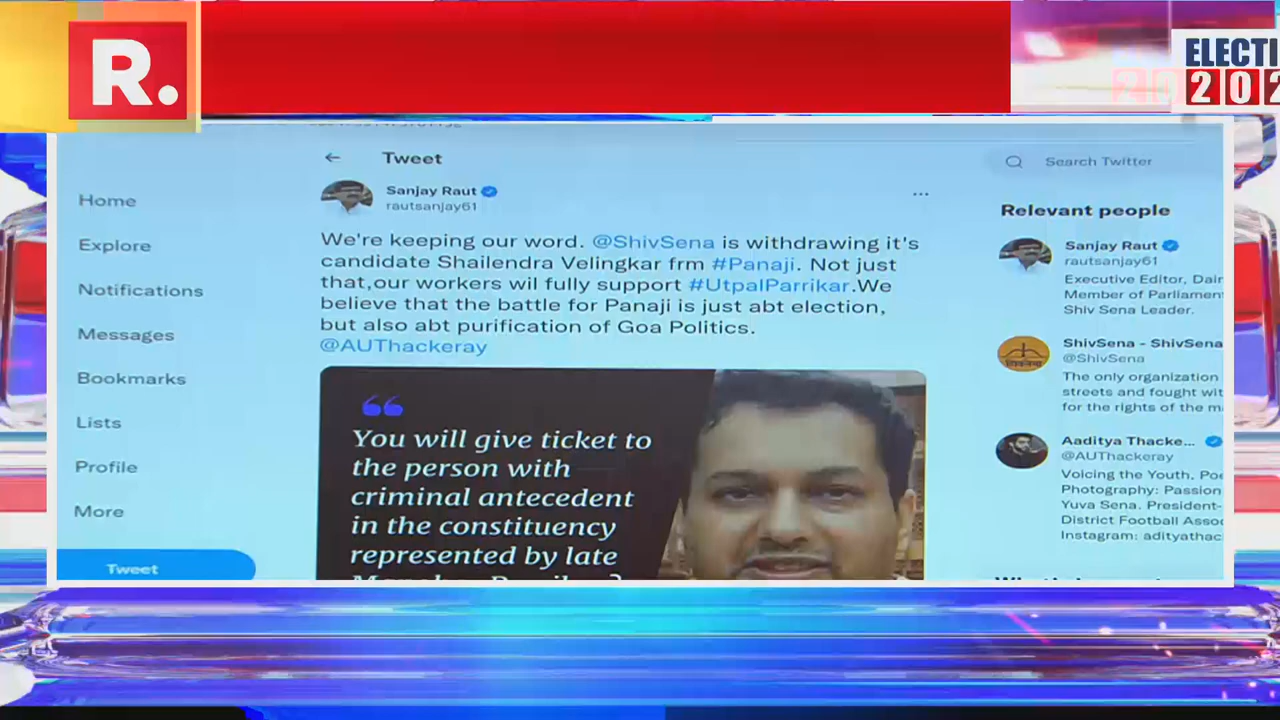 R.
ELECTI
202
Tweet
Search Twitter
Home
Explore
Notifications
Messages
Bookmarks
Lists
Profile
More
Tweet
Sanjay Raut
rautsanjay61
We're keeping our word. @ShivSena is withdrawing it's
candidate Shailendra Velingkar frm #Panaji. Not just
that,our workers wil fully support #UtpalParrikar.We
believe that the battle for Panaji is just abt election,
but also abt purification of Goa Politics.
@AUThackeray
You will give ticket to
the person with
criminal antecedent
in the constituency
represented by late
Relevant people
Sanjay Raut
rautsanjay61
Executive Editor, Dain
Member of Parliament
Shiv Sena Leader.
ShivSena - ShivSena
@ShivSena
The only organization
streets and fought wit
for the rights of the m
Aaditya Thacke...
@AUThackeray
Voicing the Youth, Poe
Photography: Passion
Yuva Sena. President-
District Football Assoc
Instagram: adityathac